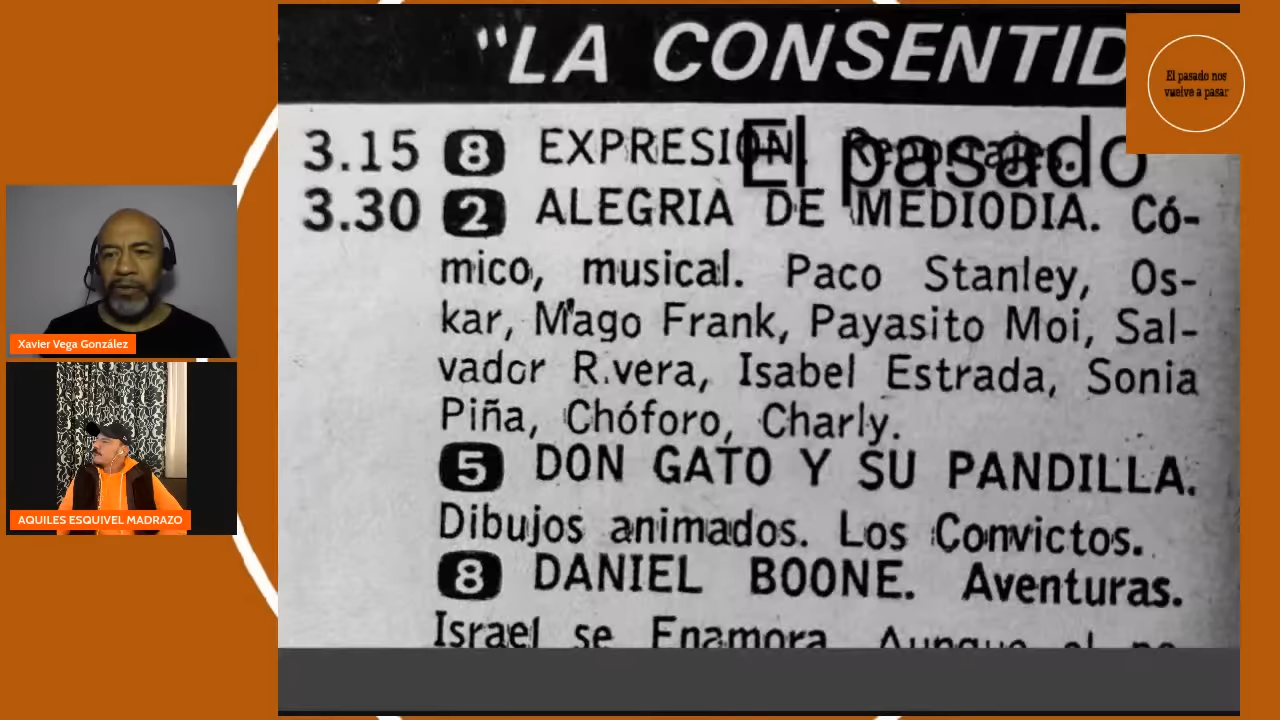 "LA CONSENTID
El pasado nos
vuelve a pasar
El pasado
3.15 8 EXPRESION. Reportajes.
3.30 2 ALEGRIA DE MEDIODIA. Có-
mico, musical. Paco Stanley, Os-
kar, Mago Frank, Payasito Moi, Sal-
vador R.vera, Isabel Estrada, Sonia
Piña, Chóforo, Charly.
5 DON GATO Y SU PANDILLA.
Dibujos animados. Los Convictos.
8 DANIEL BOONE. Aventuras.
Israel se Enamora. Aunque el
Xavier Vega González
AQUILES ESQUIVEL MADRAZO